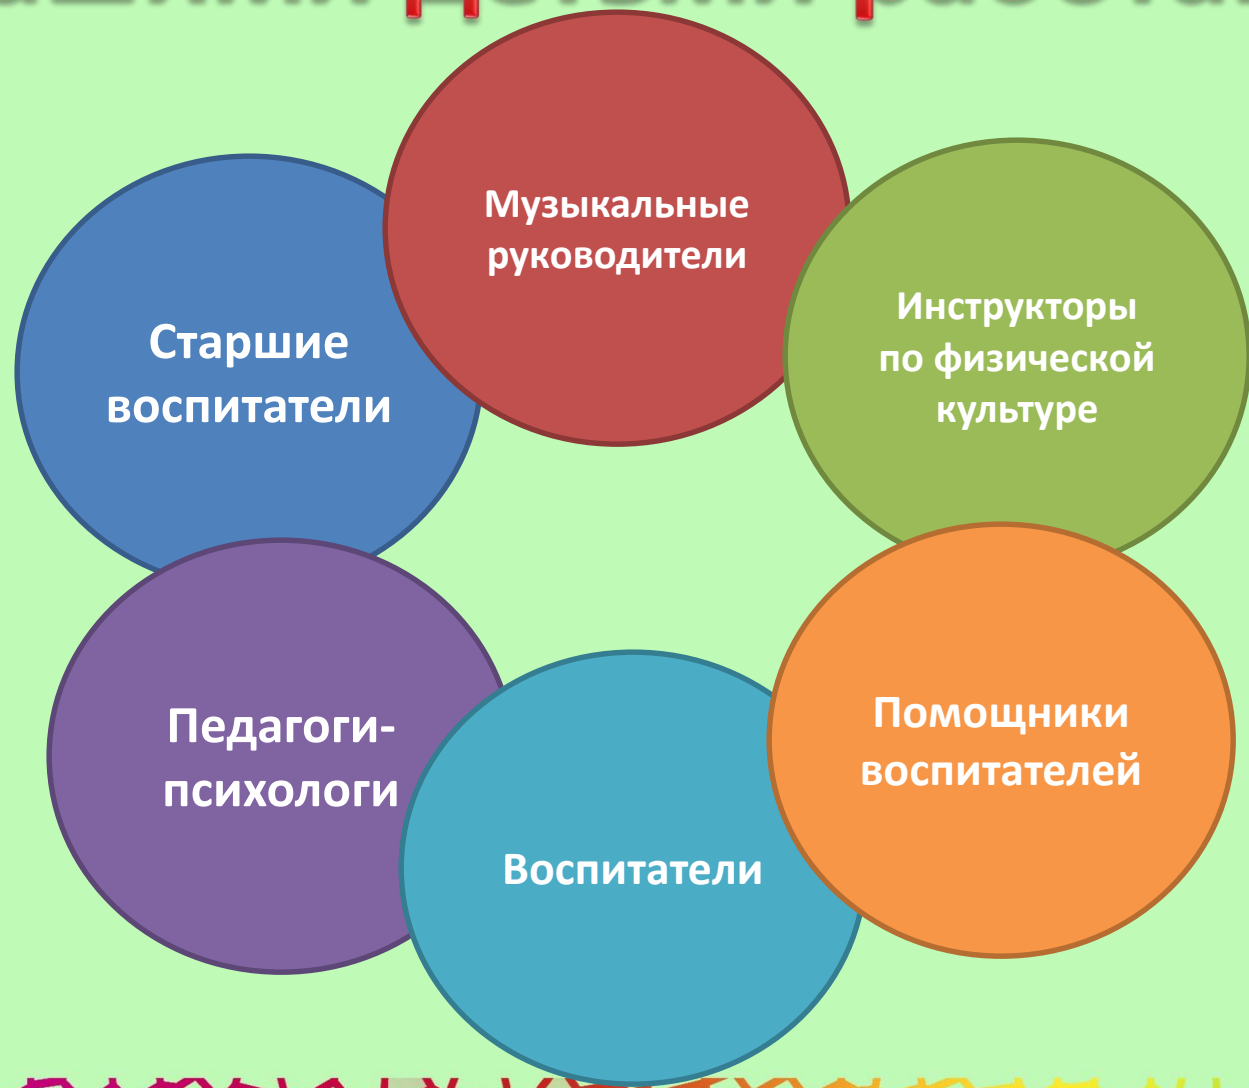 Музыкальные
руководители
Старшие
воспитатели
Инструкторы
по физической
культуре
Педагоги-
психологи
Помощники
воспитателей
Воспитатели